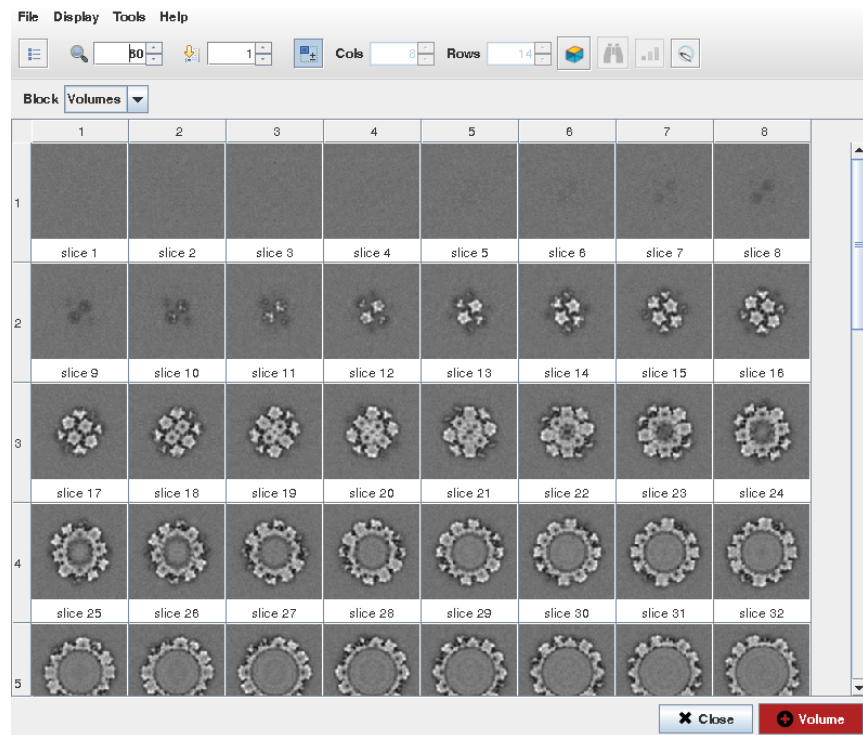 File Display Tools Help
80 1 Cols 8 Rows 14
Block Volumes
1 2 3 4 5 6 7 8
1
slice 1 slice 2 slice 3 slice 4 slice 5 slice 6 slice 7 slice 8
2
slice 9 slice 10 slice 11 slice 12 slice 13 slice 14 slice 15 slice 16
3
slice 17 slice 18 slice 19 slice 20 slice 21 slice 22 slice 23 slice 24
4
slice 25 slice 26 slice 27 slice 28 slice 29 slice 30 slice 31 slice 32
5
Close Volume